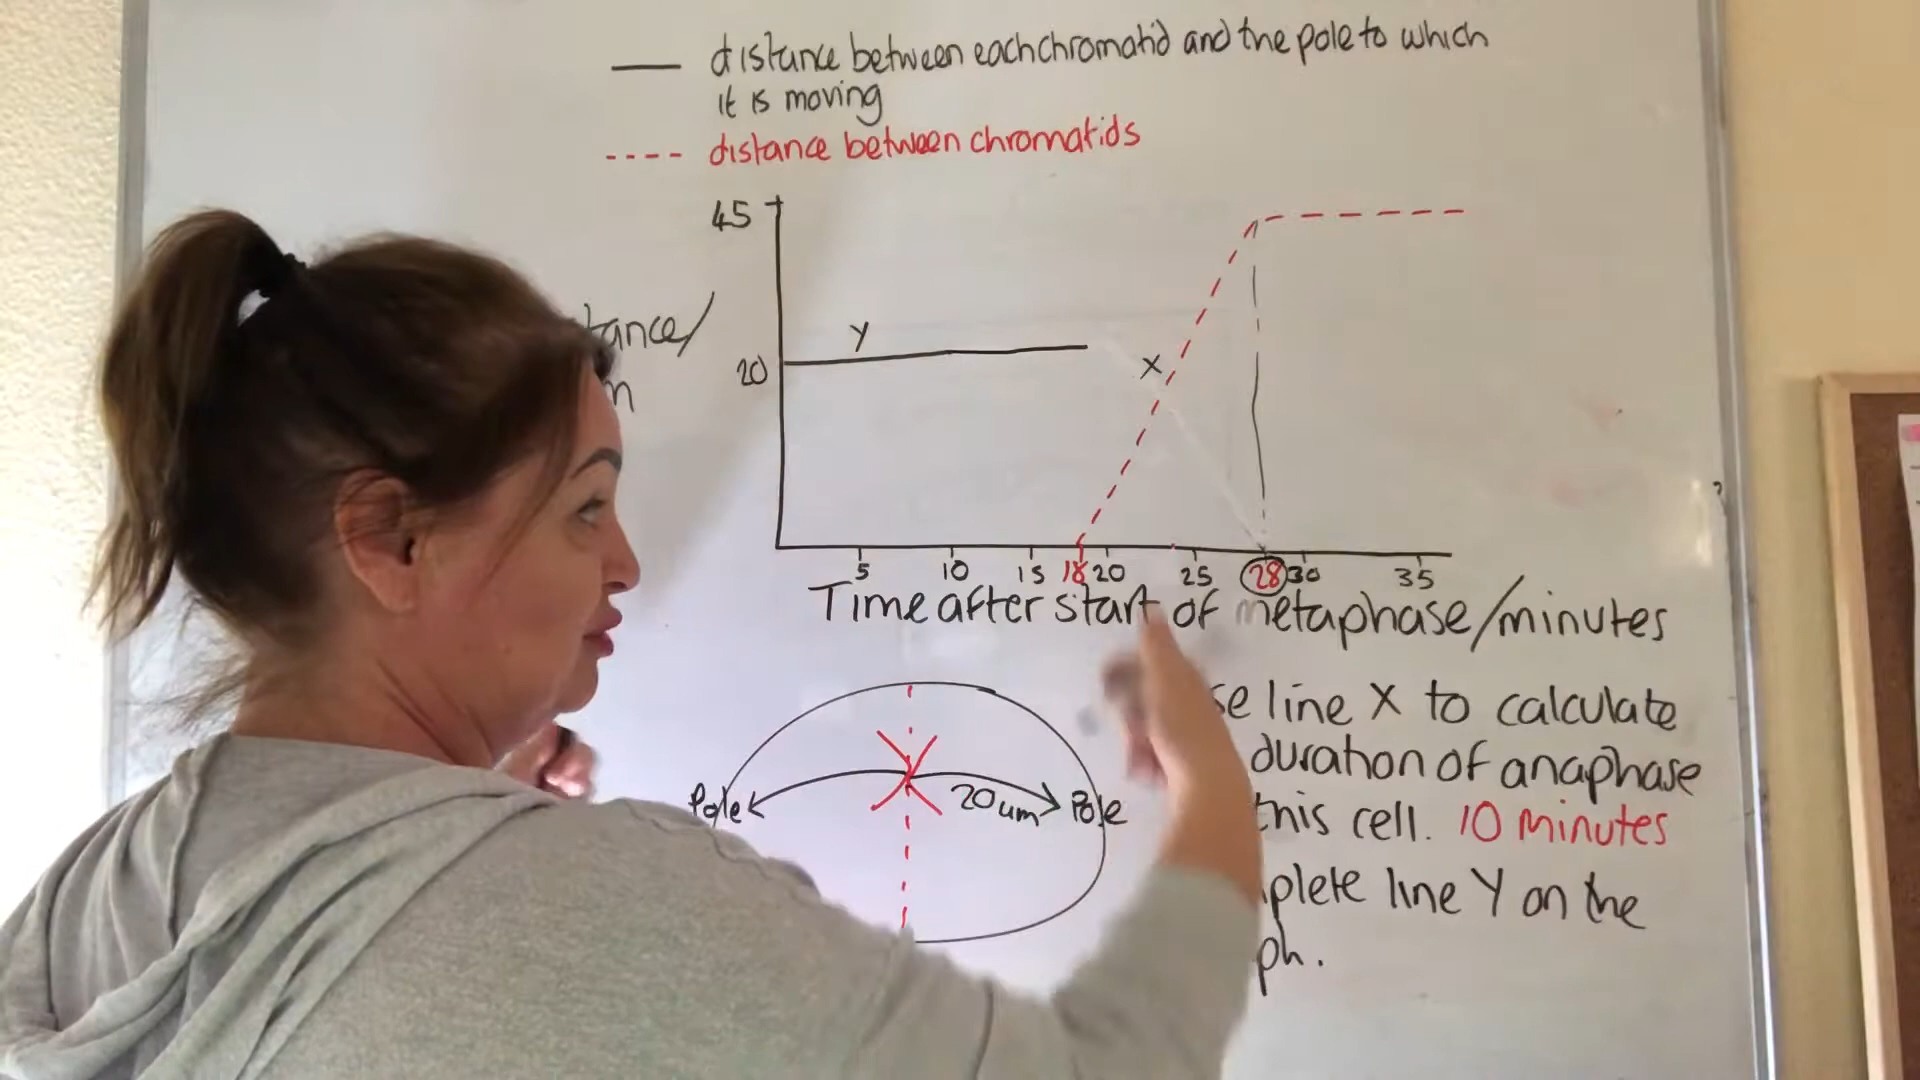 distance between each chromatid and the pole to which
it is moving
distance between chromatids
45
tance/
m
Y
20
X
5 10 15 18 20 25 28 30 35
Time after start of metaphase/minutes
se line X to calculate
duration of anaphase
this cell. 10 minutes
Pole 20um Pole
plete line Y on the
ph.